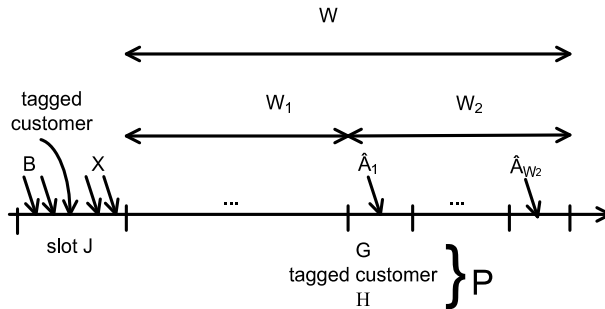 W
tagged
customer
W1
W2
B
X
Â1
ÂW2
...
...
slot J
G
tagged customer
H
} P